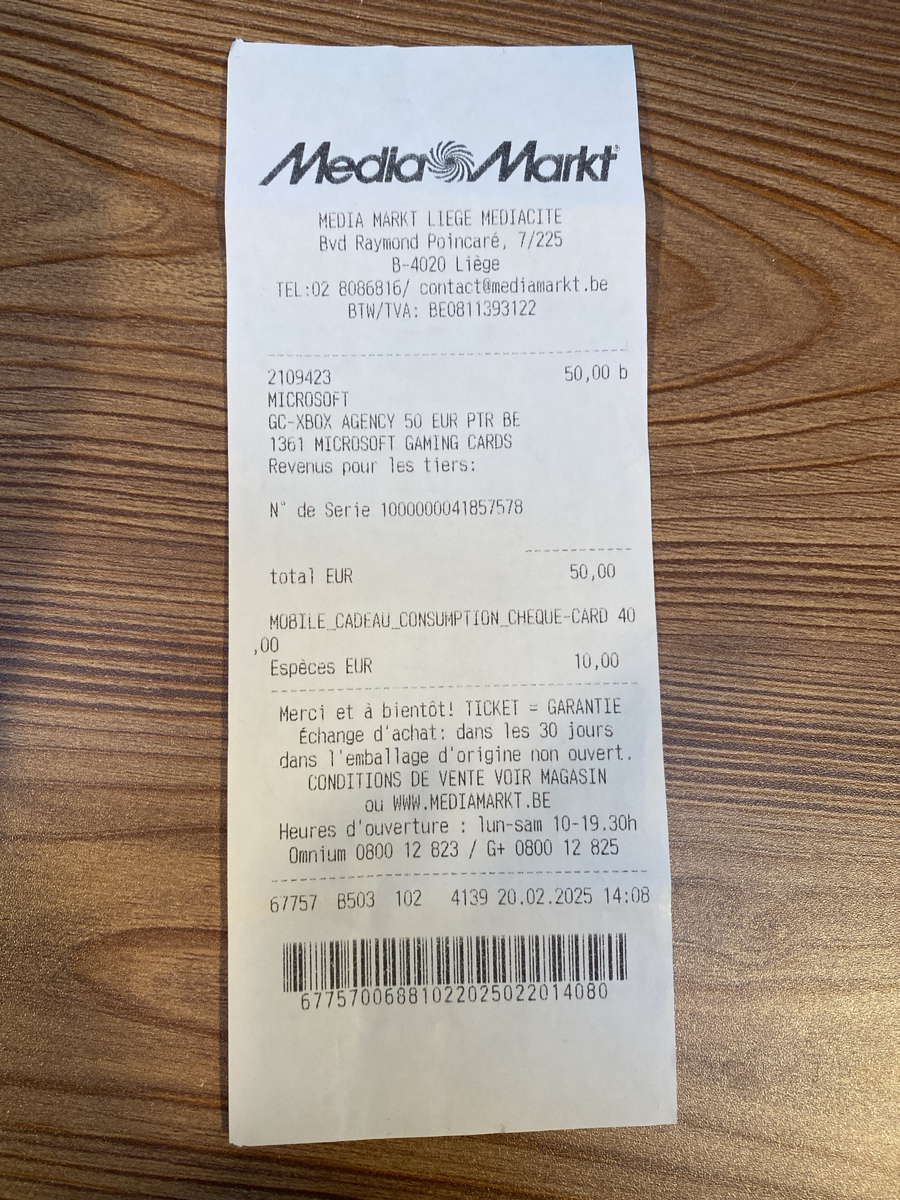 Media Markt
MEDIA MARKT LIEGE MEDIACITE
Bvd Raymond Poincaré, 7/225
B-4020 Liège
TEL:02 8086816/ contact@mediamarkt.be
BTW/TVA: BE0811393122
2109423 50,00 b
MICROSOFT
GC-XBOX AGENCY 50 EUR PTR BE
1361 MICROSOFT GAMING CARDS
Revenus pour les tiers:
N° de Serie 1000000041857578
total EUR 50,00
MOBILE_CADEAU_CONSUMPTION_CHEQUE-CARD 40
,00
Espèces EUR 10,00
Merci et à bientôt! TICKET = GARANTIE
Échange d'achat: dans les 30 jours
dans l'emballage d'origine non ouvert.
CONDITIONS DE VENTE VOIR MAGASIN
ou WWW.MEDIAMARKT.BE
Heures d'ouverture : lun-sam 10-19.30h
Omnium 0800 12 823 / G+ 0800 12 825
67757 B503 102 4139 20.02.2025 14:08
6775700688102202502201​4080